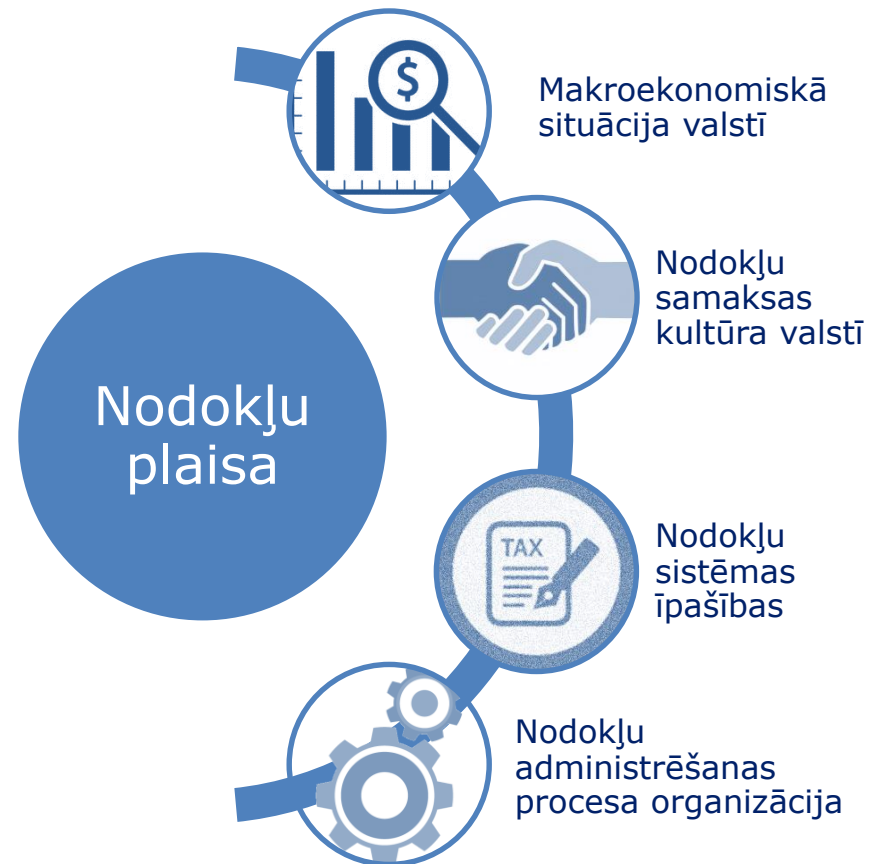 Makroekonomiskā
situācija valstī
$
Nodokļu
samaksas
kultūra valstī
Nodokļu
plaisa
TAX
Nodokļu
sistēmas
īpašības
Nodokļu
administrēšanas
procesa organizācija